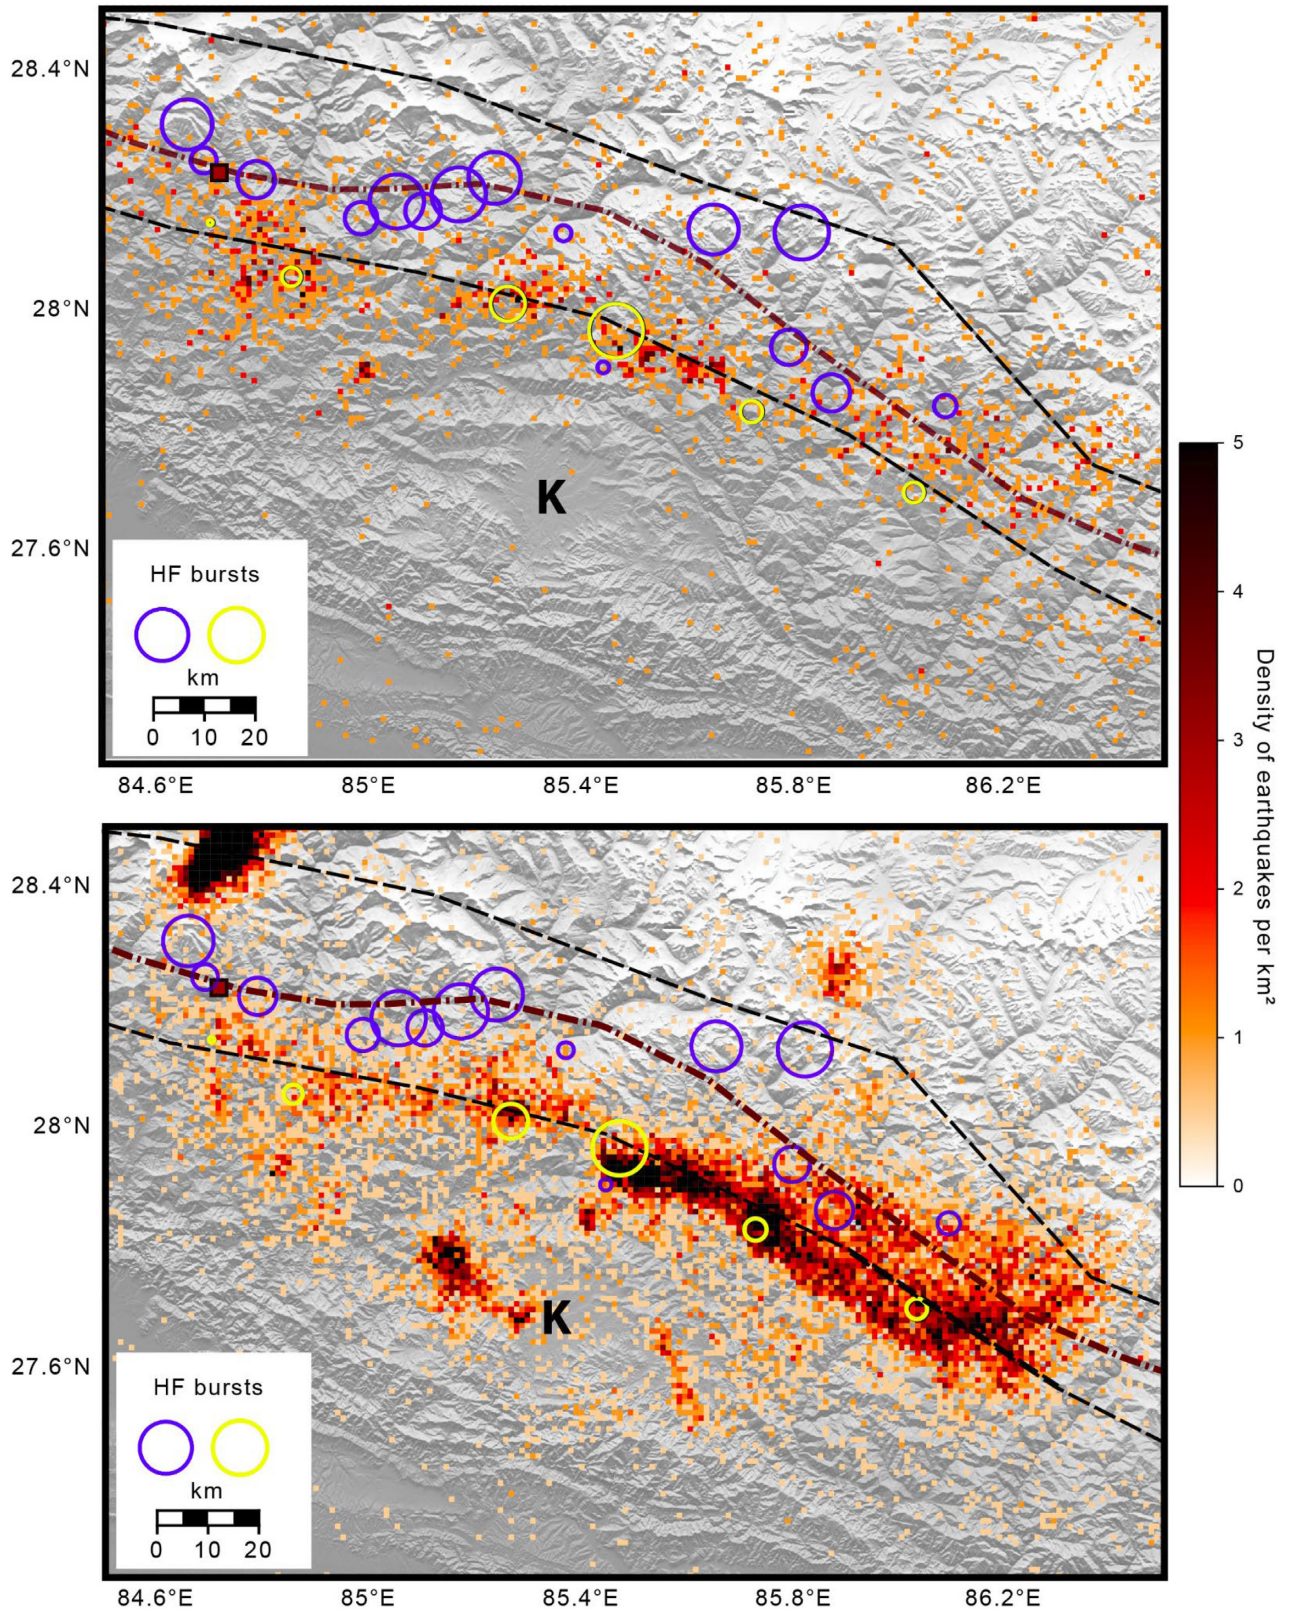 28.4°N
28°N
K
27.6°N
HF bursts
km
0 10 20
84.6°E 85°E 85.4°E 85.8°E 86.2°E
5
4
3
2
1
0
Density of earthquakes per km²
28.4°N
28°N
K
27.6°N
HF bursts
km
0 10 20
84.6°E 85°E 85.4°E 85.8°E 86.2°E